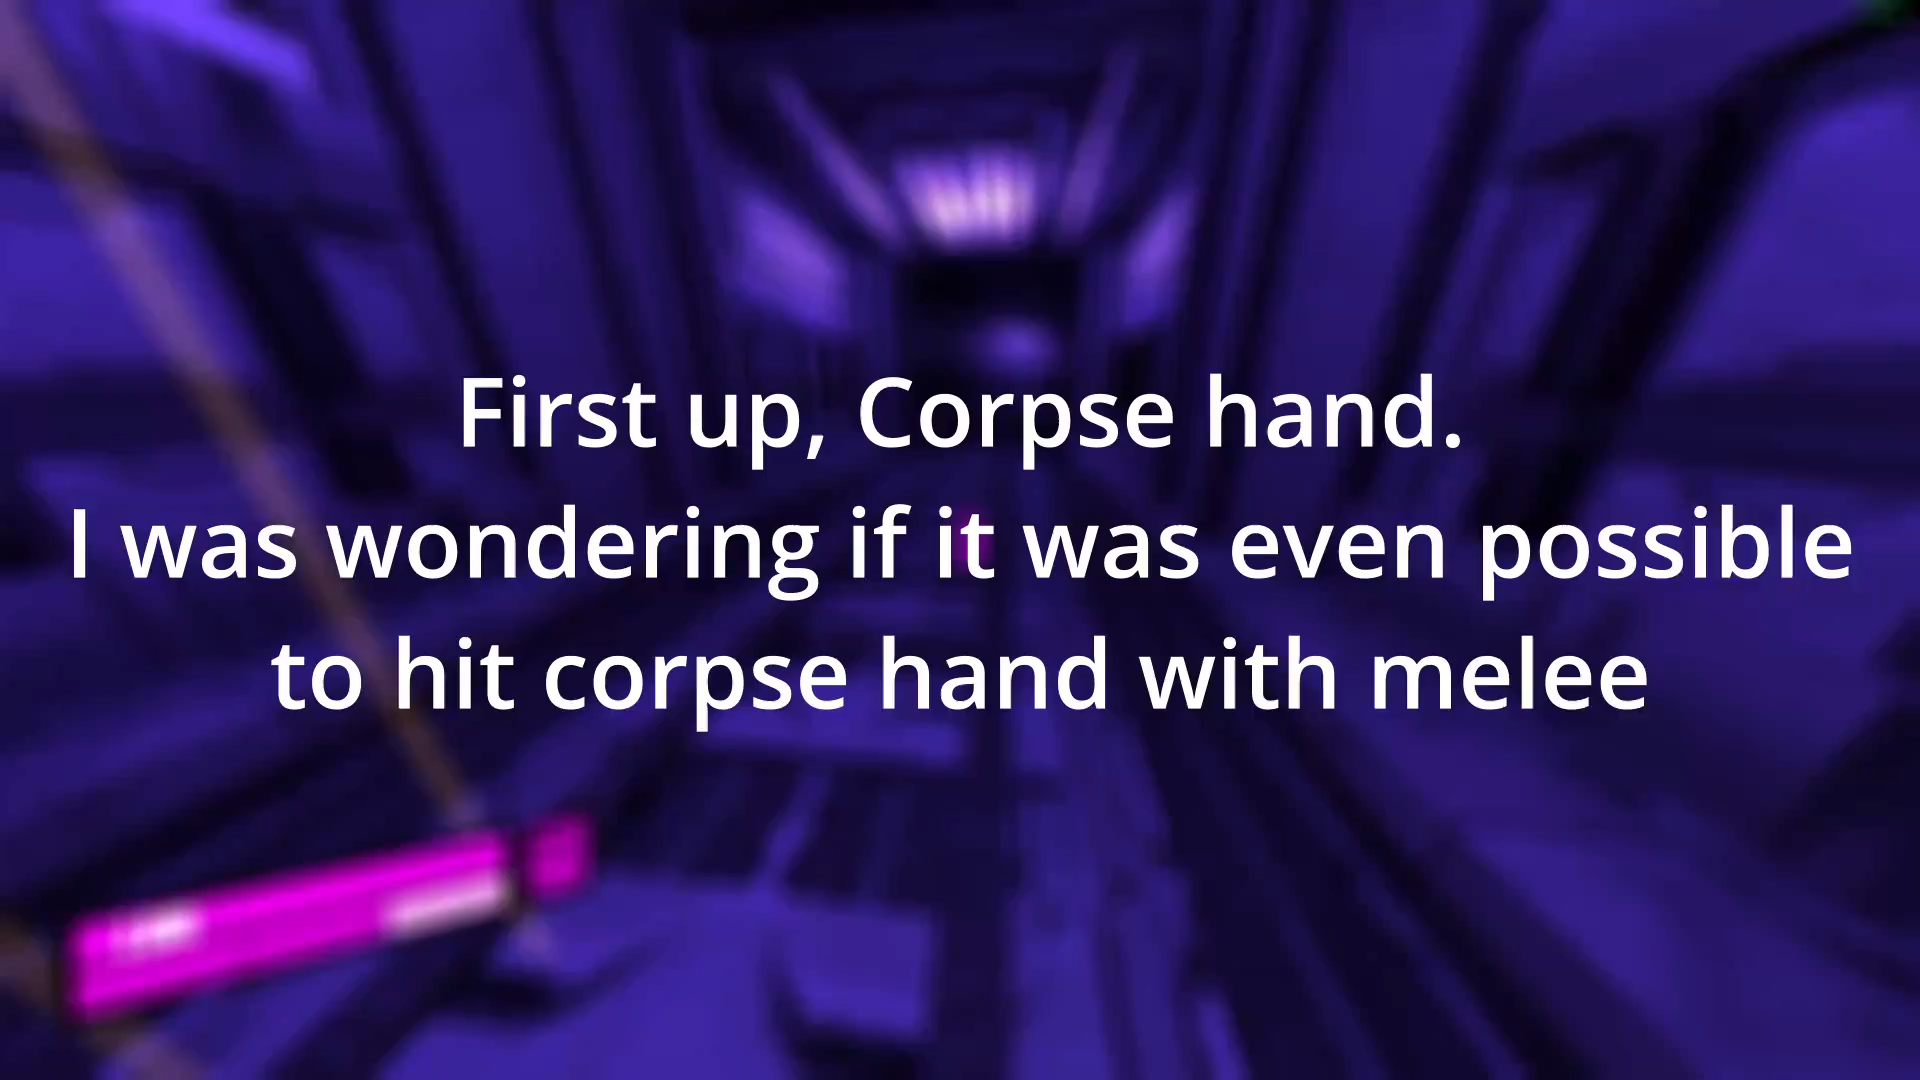 First up, Corpse hand.
I was wondering if it was even possible
to hit corpse hand with melee